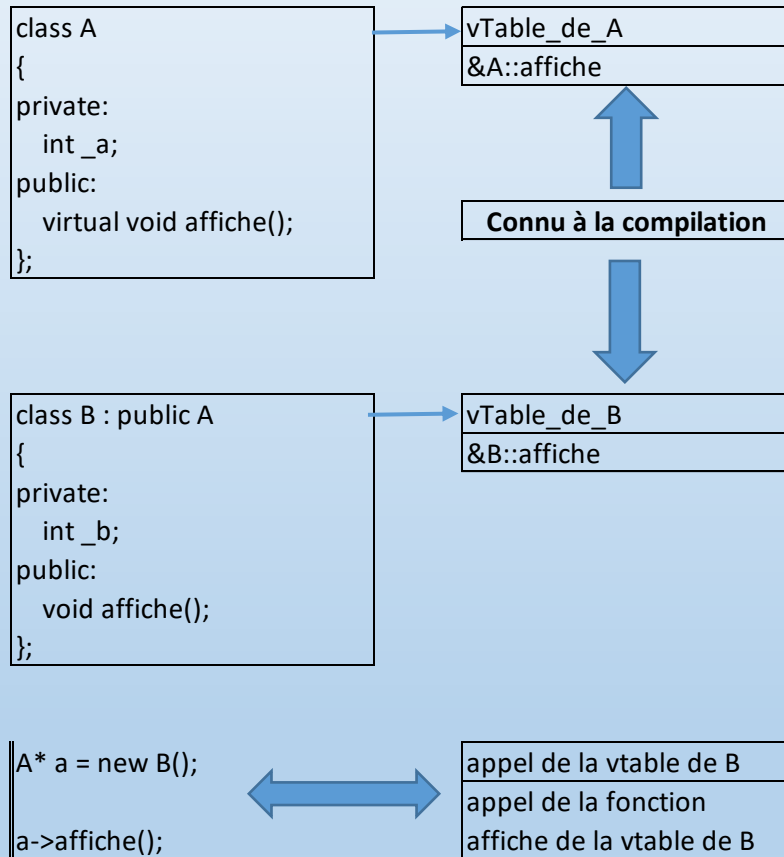 class A
{
private:
int _a;
public:
virtual void affiche();
};
vTable_de_A
&A::affiche
Connu à la compilation
class B : public A
{
private:
int _b;
public:
void affiche();
};
vTable_de_B
&B::affiche
A* a = new B();
a->affiche();
appel de la vtable de B
appel de la fonction
affiche de la vtable de B